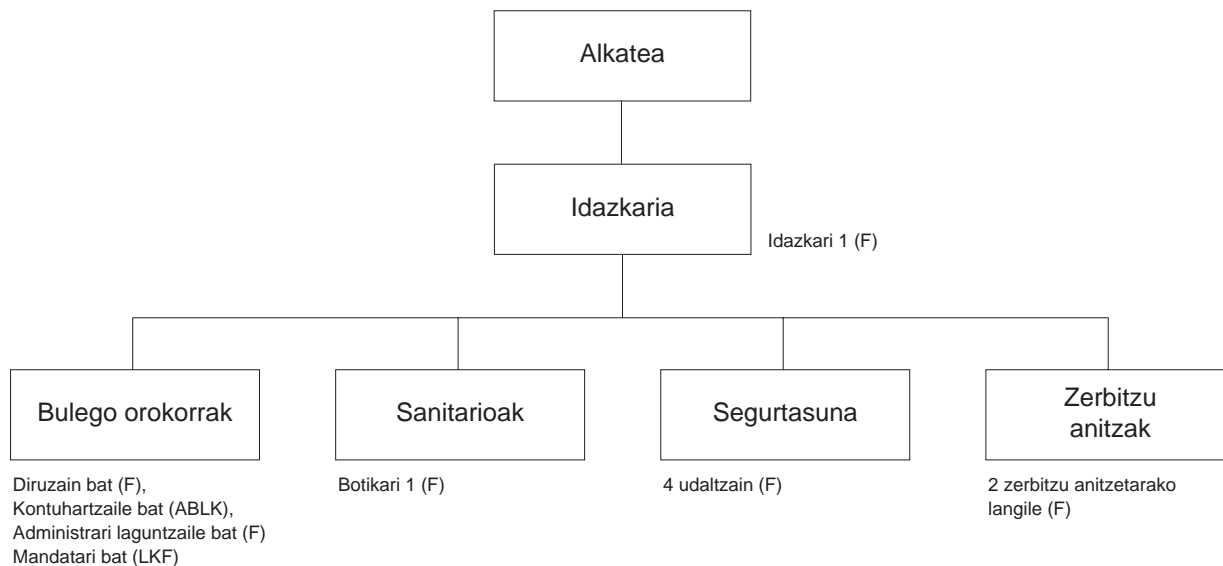 Alkatea
Idazkaria
Idazkari 1 (F)
Bulego orokorrak
Sanitarioak
Segurtasuna
Zerbitzu
anitzak
Diruzain bat (F),
Kontuhartzaile bat (ABLK),
Administrari laguntzaile bat (F)
Mandatari bat (LKF)
Botikari 1 (F)
4 udaltzain (F)
2 zerbitzu anitzetarako
langile (F)